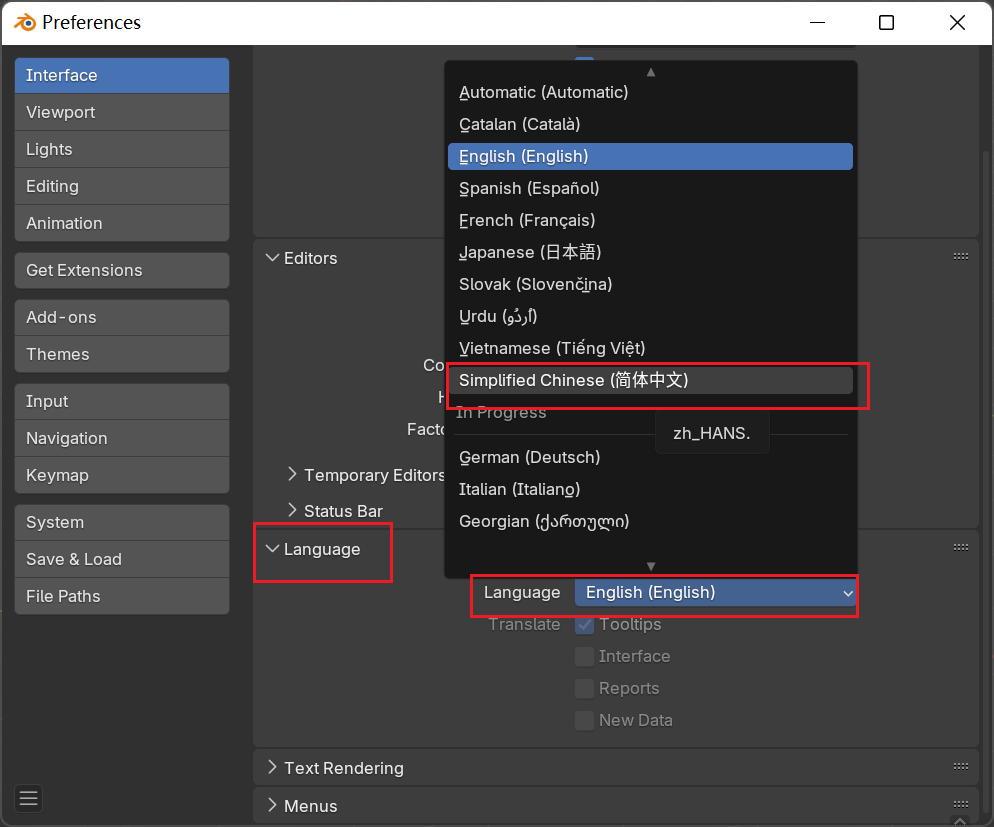 Preferences
Interface
Viewport
Lights
Editing
Animation
Get Extensions
Add-ons
Themes
Input
Navigation
Keymap
System
Save & Load
File Paths
Automatic (Automatic)
Catalan (Català)
English (English)
Spanish (Español)
French (Français)
Japanese (日本語)
Slovak (Slovenčina)
Urdu (اُردُو)
Vietnamese (Tiếng Việt)
Simplified Chinese (简体中文)
In Progress
zh_HANS.
German (Deutsch)
Italian (Italiano)
Georgian (ქართული)
Editors
Co
H
Facto
Temporary Editors
Status Bar
Language
Language English (English)
Translate Tooltips
Interface
Reports
New Data
Text Rendering
Menus